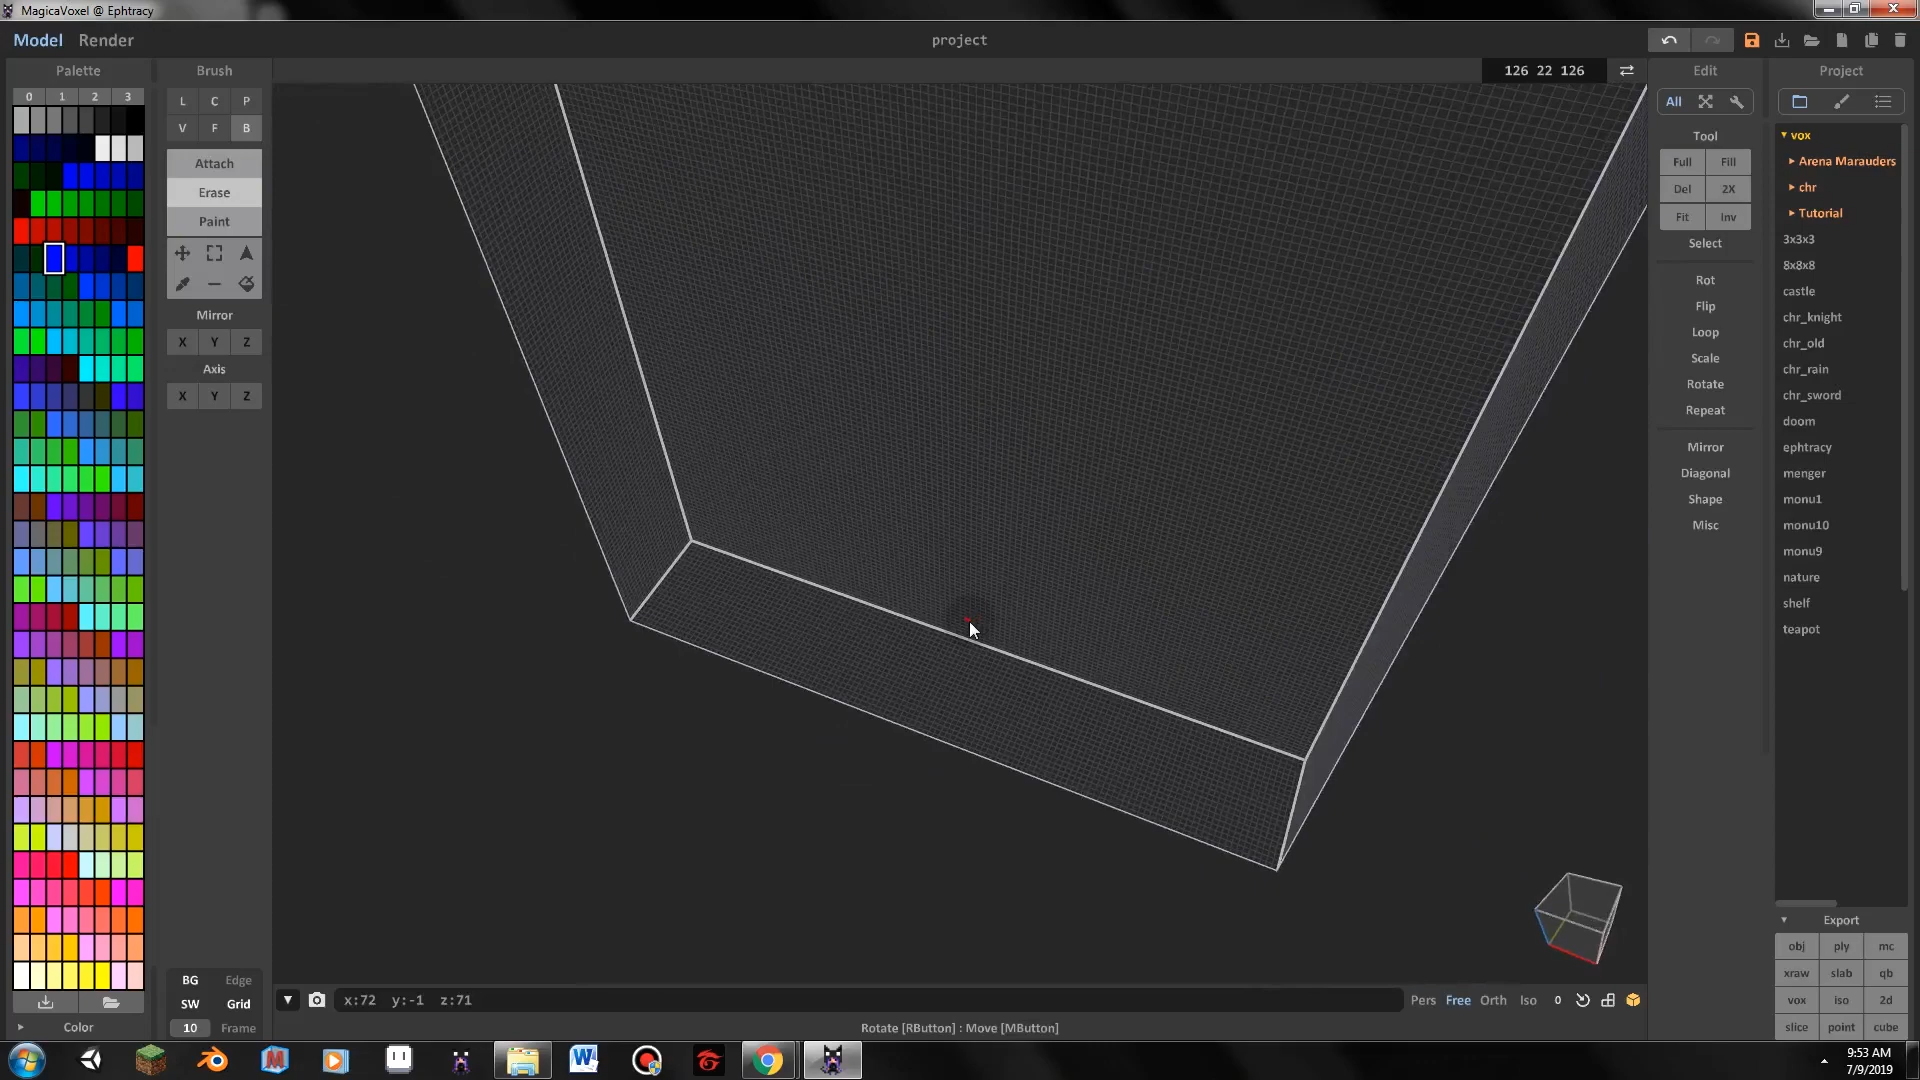 MagicaVoxel @ Ephtracy
Model Render
project
Palette
Brush
126 22 126
Edit
Project
0 1 2 3
L C P
V F B
All
Attach
Erase
Paint
Tool
Full Fill
Del 2X
Fit Inv
Select
Rot
Flip
Loop
Scale
Rotate
Repeat
Mirror
Diagonal
Shape
Misc
Mirror
X Y Z
Axis
X Y Z
vox
Arena Marauders
chr
Tutorial
3x3x3
8x8x8
castle
chr_knight
chr_old
chr_rain
chr_sword
doom
ephtracy
menger
monu1
monu10
monu9
nature
shelf
teapot
Export
obj ply mc
xraw slab qb
vox iso 2d
slice point cube
BG Edge
SW Grid
10 Frame
Color
x:72 y:-1 z:71
Pers Free Orth Iso 0
Rotate [RButton] : Move [MButton]
9:53 AM
7/9/2019